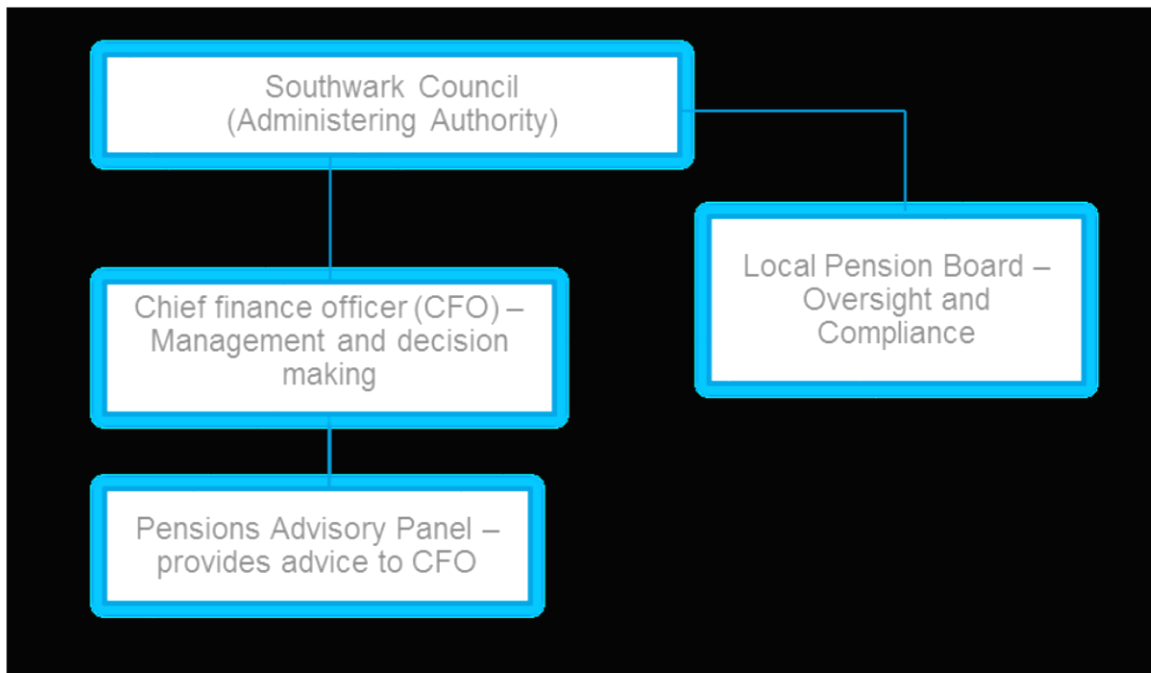 Southwark Council
(Administering Authority)
Local Pension Board –
Oversight and
Compliance
Chief finance officer (CFO) –
Management and decision
making
Pensions Advisory Panel –
provides advice to CFO